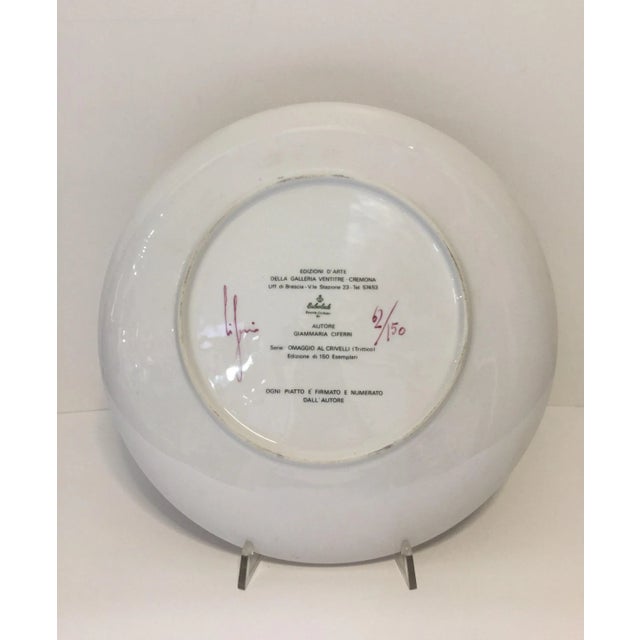 EDIZIONI D'ARTE
DELLA GALLERIA VENTITRE - CREMONA
Uff. di Brescia - V.le Stazione 23 - Tel. 57453
AUTORE
GIAMMARIA CIFERRI
Serie: OMAGGIO AL CRIVELLI (Trittico)
Edizione di 150 Esemplari
62/150
OGNI PIATTO E' FIRMATO E NUMERATO
DALL'AUTORE